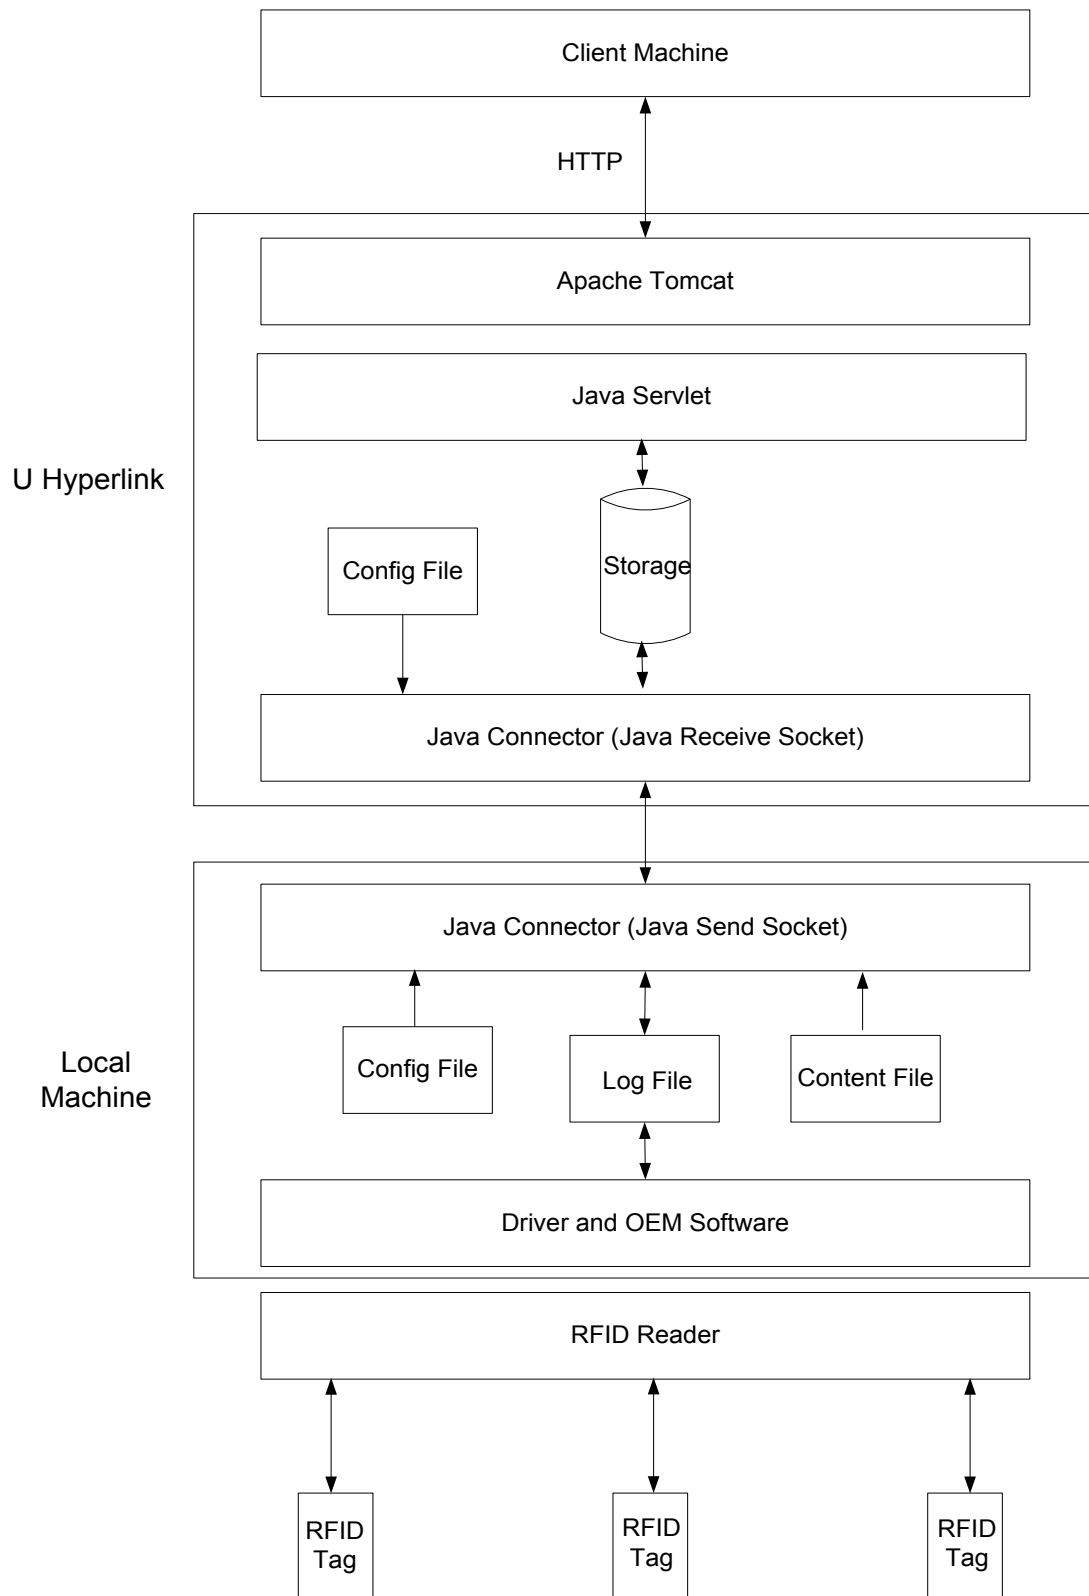 Client Machine
HTTP
Apache Tomcat
Java Servlet
U Hyperlink
Config File
Storage
Java Connector (Java Receive Socket)
Java Connector (Java Send Socket)
Local
Machine
Config File
Log File
Content File
Driver and OEM Software
RFID Reader
RFID
Tag
RFID
Tag
RFID
Tag